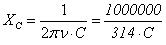 X_C = 1 / (2πν · C) = 1000000 / (314 · C)